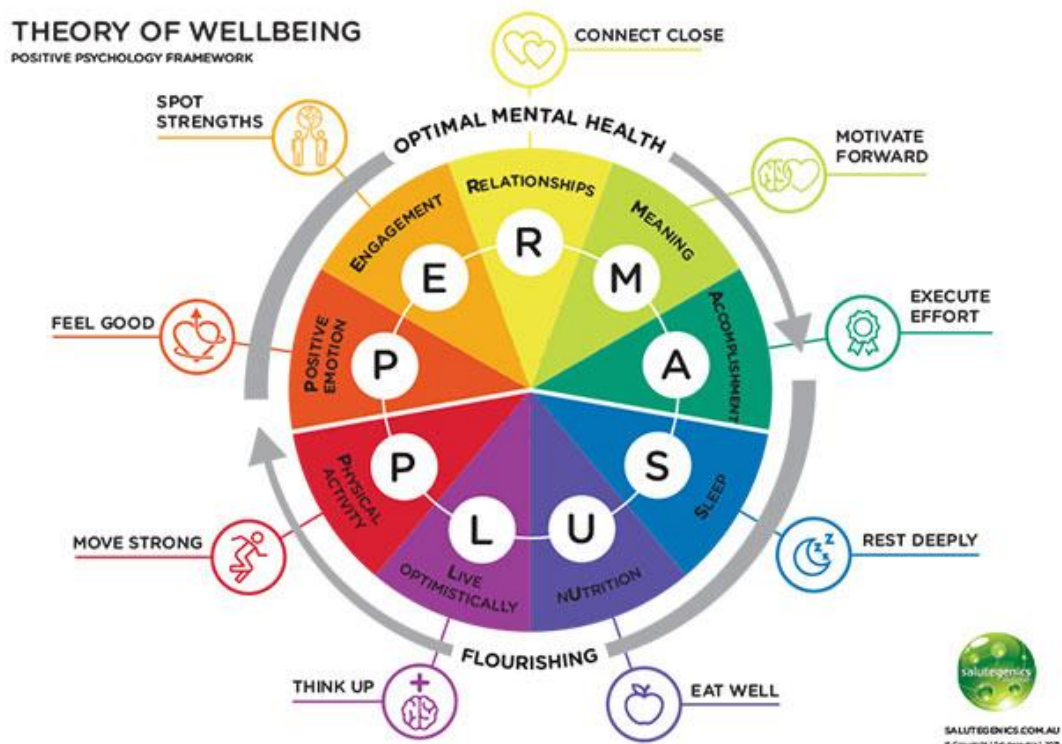 THEORY OF WELLBEING
POSITIVE PSYCHOLOGY FRAMEWORK
CONNECT CLOSE
SPOT
STRENGTHS
MOTIVATE
FORWARD
EXECUTE
EFFORT
FEEL GOOD
MOVE STRONG
REST DEEPLY
THINK UP
EAT WELL
OPTIMAL MENTAL HEALTH
FLOURISHING
POSITIVE
EMOTION
P
ENGAGEMENT
E
RELATIONSHIPS
R
MEANING
M
ACCOMPLISHMENT
A
PHYSICAL
ACTIVITY
P
LIVE
OPTIMISTICALLY
L
NUTRITION
U
SLEEP
S
z z z
salutegenics
SALUTEGENICS.COM.AU
© Copyright